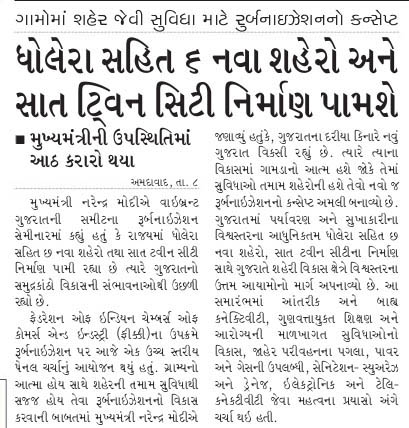 ગામોમાં શહેર જેવી સુવિધા માટે રુર્બનાઇઝેશનનો કન્સેપ્ટ
ધોલેરા સહિત ૬ નવા શહેરો અને
સાત ટ્વિન સિટી નિર્માણ પામશે
■ મુખ્યમંત્રીની ઉપસ્થિતિમાં
આઠ કરારો થયા
અમદાવાદ, તા. ૮
મુખ્યમંત્રી નરેન્દ્ર મોદીએ વાઇબ્રન્ટ
ગુજરાતની સમીટના રૂર્બનાઇઝેશન
સેમીનારમાં કહ્યું હતું કે રાજયમાં ધોલેરા
સહિત છ નવા શહેરો તથા સાત ટવીન સીટી
નિર્માણ પામી રહ્યા છે ત્યારે ગુજરાતનો
સમુદ્રકાંઠો વિકાસની સંભાવનાઓથી ઉછળી
રહ્યો છે.
ફેડરેશન ઓફ ઇન્ડિયન ચેમ્બર્સ ઓફ
કોમર્સ એન્ડ ઇન્ડસ્ટ્રી (ફીક્કી)ના ઉપક્રમે
રૂર્બનાઇઝેશન પર આજે એક ઉચ્ચ સ્તરીય
પેનલ ચર્ચાનું આયોજન થયું હતું. ગ્રામ્યનો
આત્મા હોય સાથે શહેરની તમામ સુવિધાથી
સજજ હોય તેવા રૂર્બનાઇઝેશનનો વિકાસ
કરવાની બાબતમાં મુખ્યમંત્રી નરેન્દ્ર મોદીએ
જણાવ્યું હતુંકે, ગુજરાતના દરીયા કિનારે નવું
ગુજરાત વિકસી રહ્યું છે. ત્યારે ત્યાના
વિકાસમાં ગામડાનો આત્મ હશે જોકે તેમાં
સુવિધાઓ તમામ શહેરોની હશે તેવો નવો જ
રૂર્બનાઇઝેશનનો કન્સેપ્ટ અમલી બનાવ્યો છે.
ગુજરાતમાં પર્યાવરણ અને સુખાકારીના
વિશ્વસ્તરના આધુનિકતમ ધોલેરા સહિત છ
નવા શહેરો, સાત ટવીન સીટીના નિર્માણ
સાથે ગુજરાતે શહેરી વિકાસ ક્ષેત્રે વિશ્વસ્તરના
ઉત્તમ આયામોનો માર્ગ અપનાવ્યો છે. આ
સમારંભમાં આંતરીક અને બાહ્ય
કનેક્ટિવીટી, ગુણવત્તાયુક્ત શિક્ષણ અને
આરોગ્યની માળખાગત સુવિધાઓનો
વિકાસ, જાહેર પરીવહનના પગલા, પાવર
અને ગેસની ઉપલબ્ધી, સેનિટેશન- સ્યુઅરેઝ
અને ડ્રેનેજ, ઇલેક્ટ્રોનિક અને ટેલિ-
કનેકટીવીટી જેવા મહત્વના પ્રયાસો અંગે
ચર્ચા થઇ હતી.